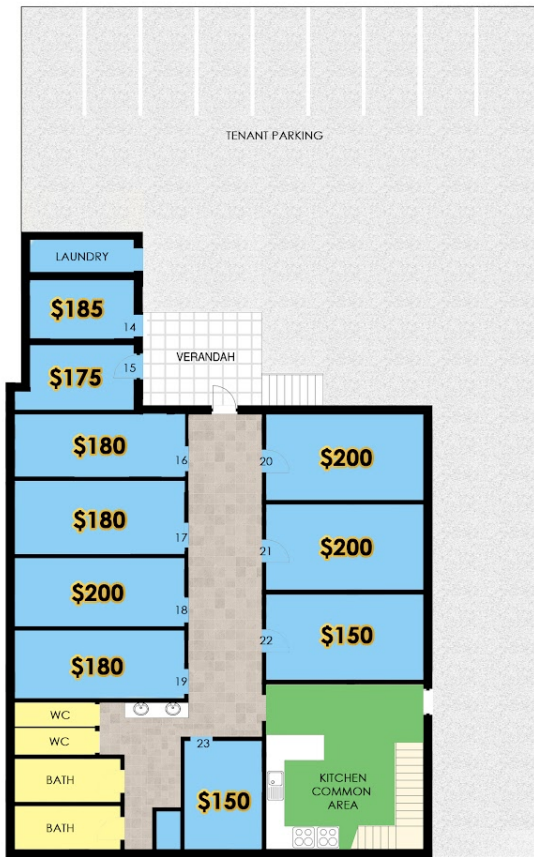 TENANT PARKING
LAUNDRY
$185
14
VERANDAH
15
$175
$180
16
20
$200
$180
17
21
$200
$200
18
22
$150
$180
19
WC
WC
23
BATH
KITCHEN
COMMON
AREA
$150
BATH